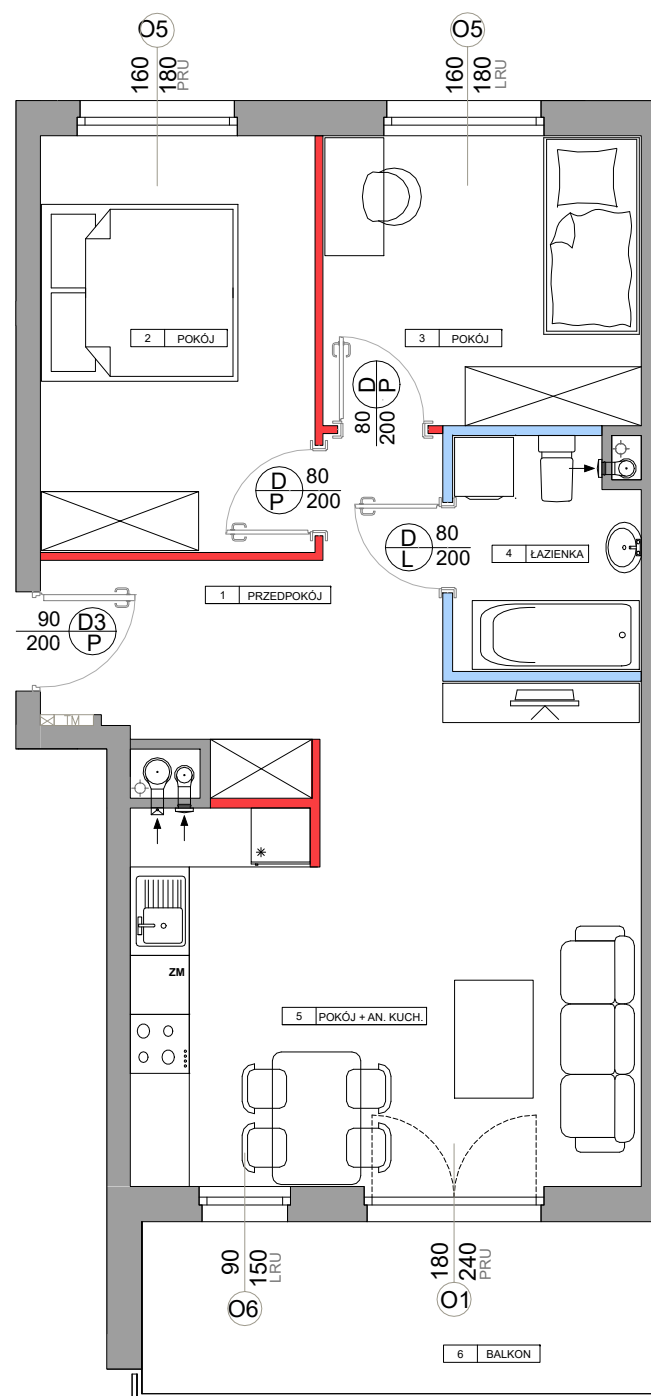 O5
O5
160
180
PRU
160
180
LRU
2 POKÓJ
3 POKÓJ
D
P
80
200
D
P
80
200
D
L
80
200
4 ŁAZIENKA
1 PRZEDPOKÓJ
90
200
D3
P
TM
*
ZM
5 POKÓJ + AN. KUCH.
90
150
LRU
180
240
PRU
O6
O1
6 BALKON